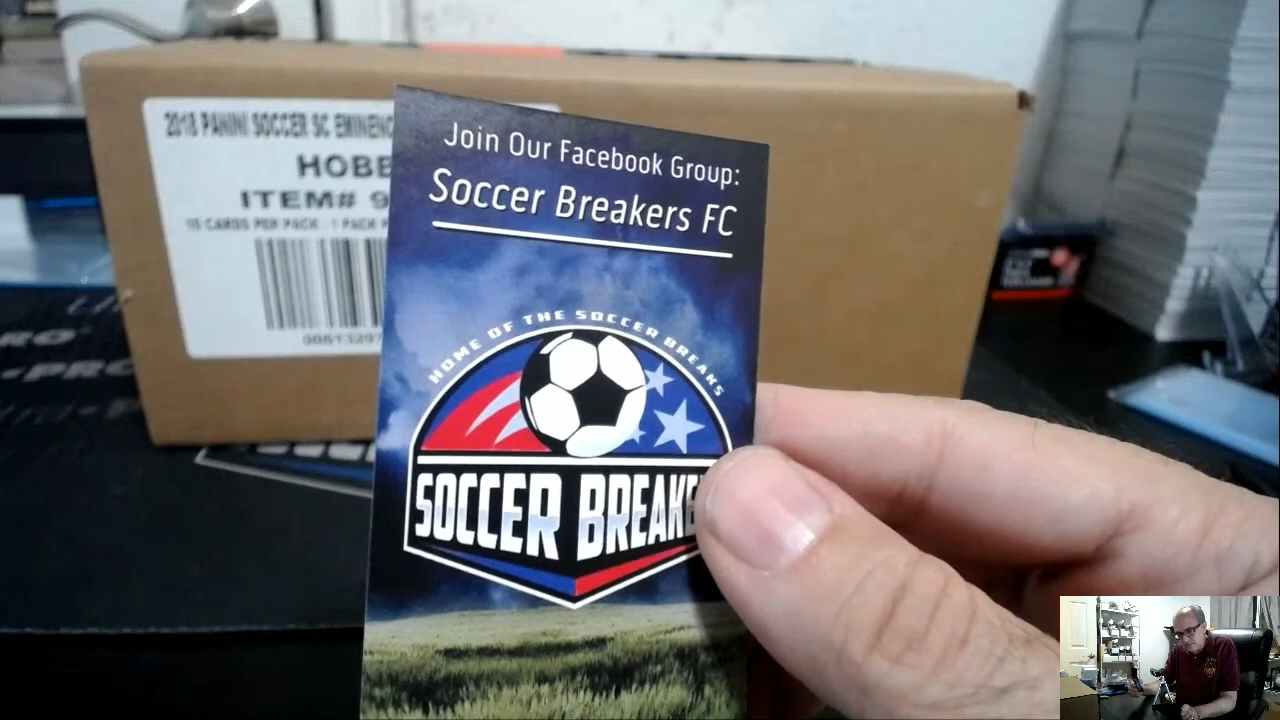 2018 PANINI SOCCER SC EMINENC
HOBB
ITEM# 9
10 CARDS PER PACK 1 PACK P
Join Our Facebook Group:
Soccer Breakers FC
HOME OF THE SOCCER BREAKS
SOCCER BREAKE